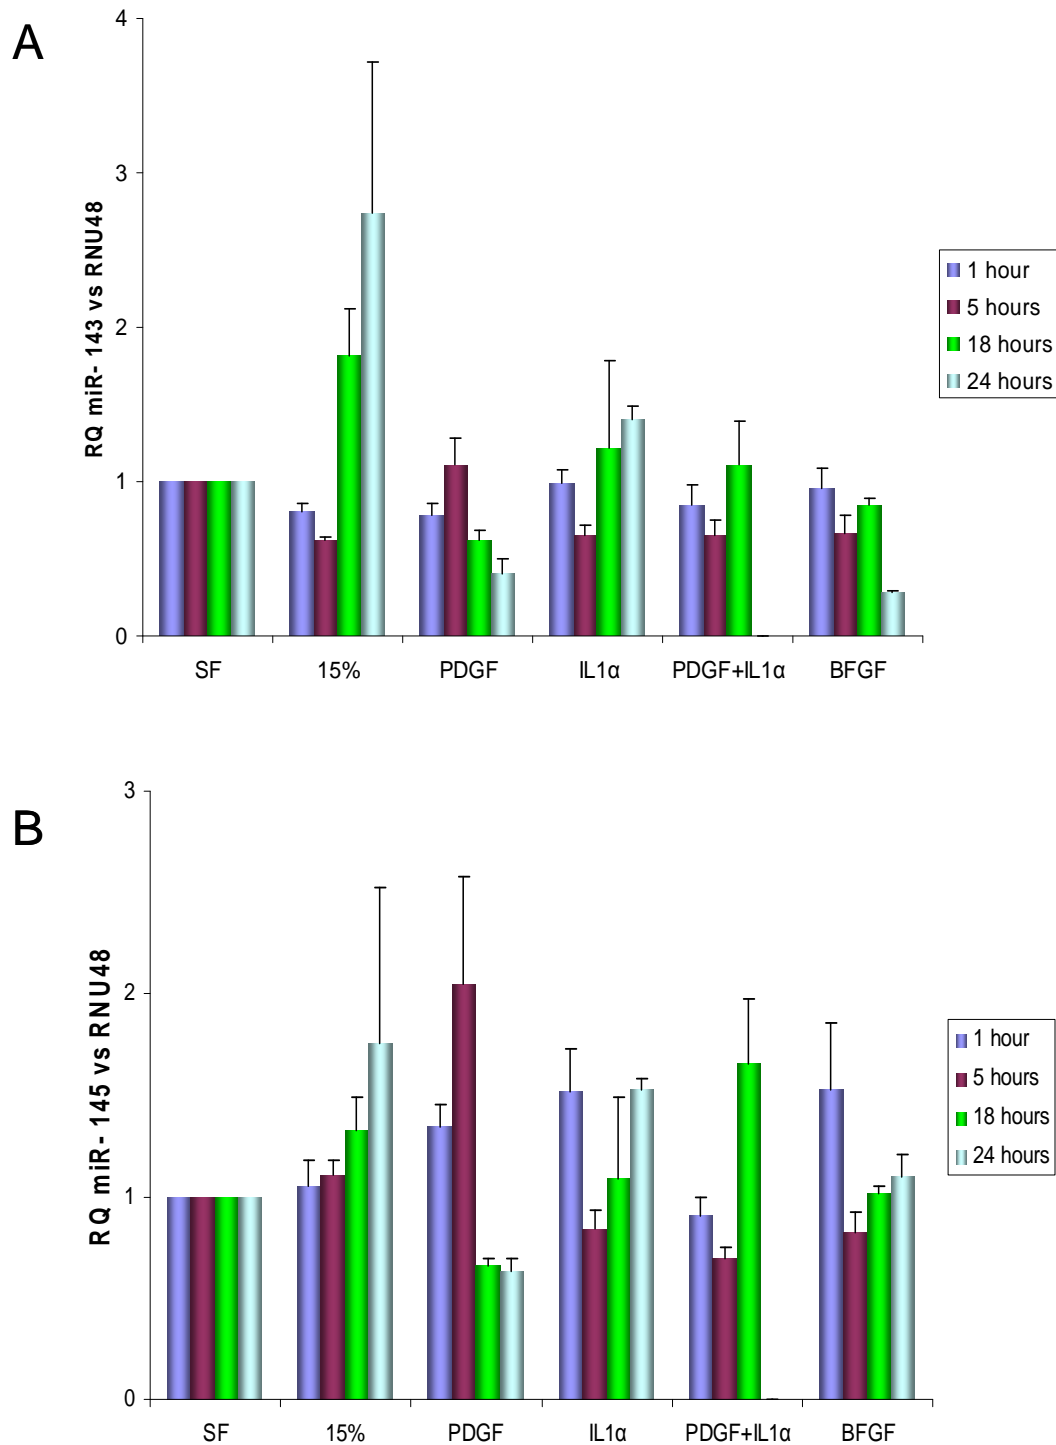 A
4
3
2
1
0
RQ miR- 143 vs RNU48
SF 15% PDGF IL1α PDGF+IL1α BFGF
1 hour
5 hours
18 hours
24 hours
B
3
2
1
0
RQ miR- 145 vs RNU48
SF 15% PDGF IL1α PDGF+IL1α BFGF
1 hour
5 hours
18 hours
24 hours